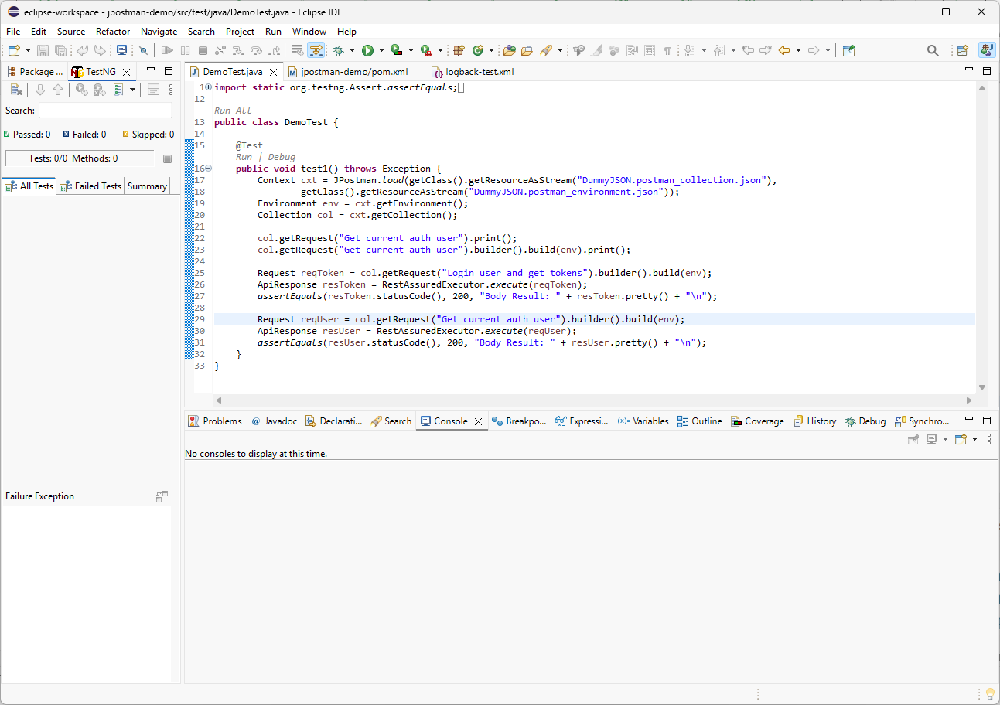 eclipse-workspace - jpostman-demo/src/test/java/DemoTest.java - Eclipse IDE
File Edit Source Refactor Navigate Search Project Run Window Help
Package ... TestNG
DemoTest.java jpostman-demo/pom.xml logback-test.xml
Search:
Passed: 0 Failed: 0 Skipped: 0
Tests: 0/0 Methods: 0
All Tests Failed Tests Summary
Failure Exception
1 import static org.testng.Assert.assertEquals;
12
Run All
13 public class DemoTest {
14
15 @Test
Run | Debug
16 public void test1() throws Exception {
17 Context cxt = JPostman.load(getClass().getResourceAsStream("DummyJSON.postman_collection.json"),
18 getClass().getResourceAsStream("DummyJSON.postman_environment.json"));
19 Environment env = cxt.getEnvironment();
20 Collection col = cxt.getCollection();
21
22 col.getRequest("Get current auth user").print();
23 col.getRequest("Get current auth user").builder().build(env).print();
24
25 Request reqToken = col.getRequest("Login user and get tokens").builder().build(env);
26 ApiResponse resToken = RestAssuredExecutor.execute(reqToken);
27 assertEquals(resToken.statusCode(), 200, "Body Result: " + resToken.pretty() + "\n");
28
29 Request reqUser = col.getRequest("Get current auth user").builder().build(env);
30 ApiResponse resUser = RestAssuredExecutor.execute(reqUser);
31 assertEquals(resUser.statusCode(), 200, "Body Result: " + resUser.pretty() + "\n");
32 }
33 }
Problems Javadoc Declarati... Search Console Breakpo... Expressi... Variables Outline Coverage History Debug Synchro...
No consoles to display at this time.